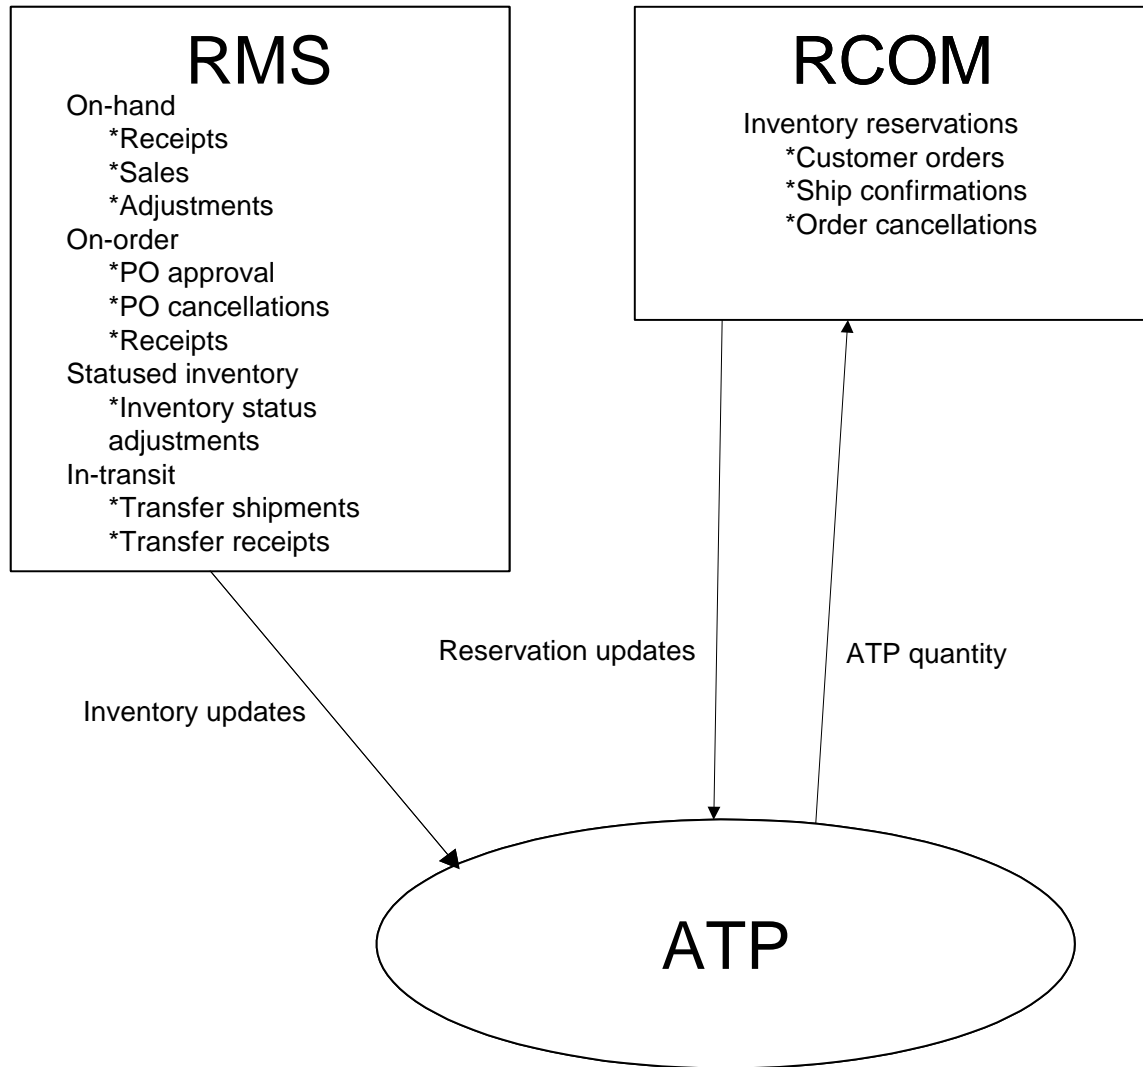 RMS
On-hand
*Receipts
*Sales
*Adjustments
On-order
*PO approval
*PO cancellations
*Receipts
Statused inventory
*Inventory status
adjustments
In-transit
*Transfer shipments
*Transfer receipts
RCOM
Inventory reservations
*Customer orders
*Ship confirmations
*Order cancellations
Reservation updates
ATP quantity
Inventory updates
ATP